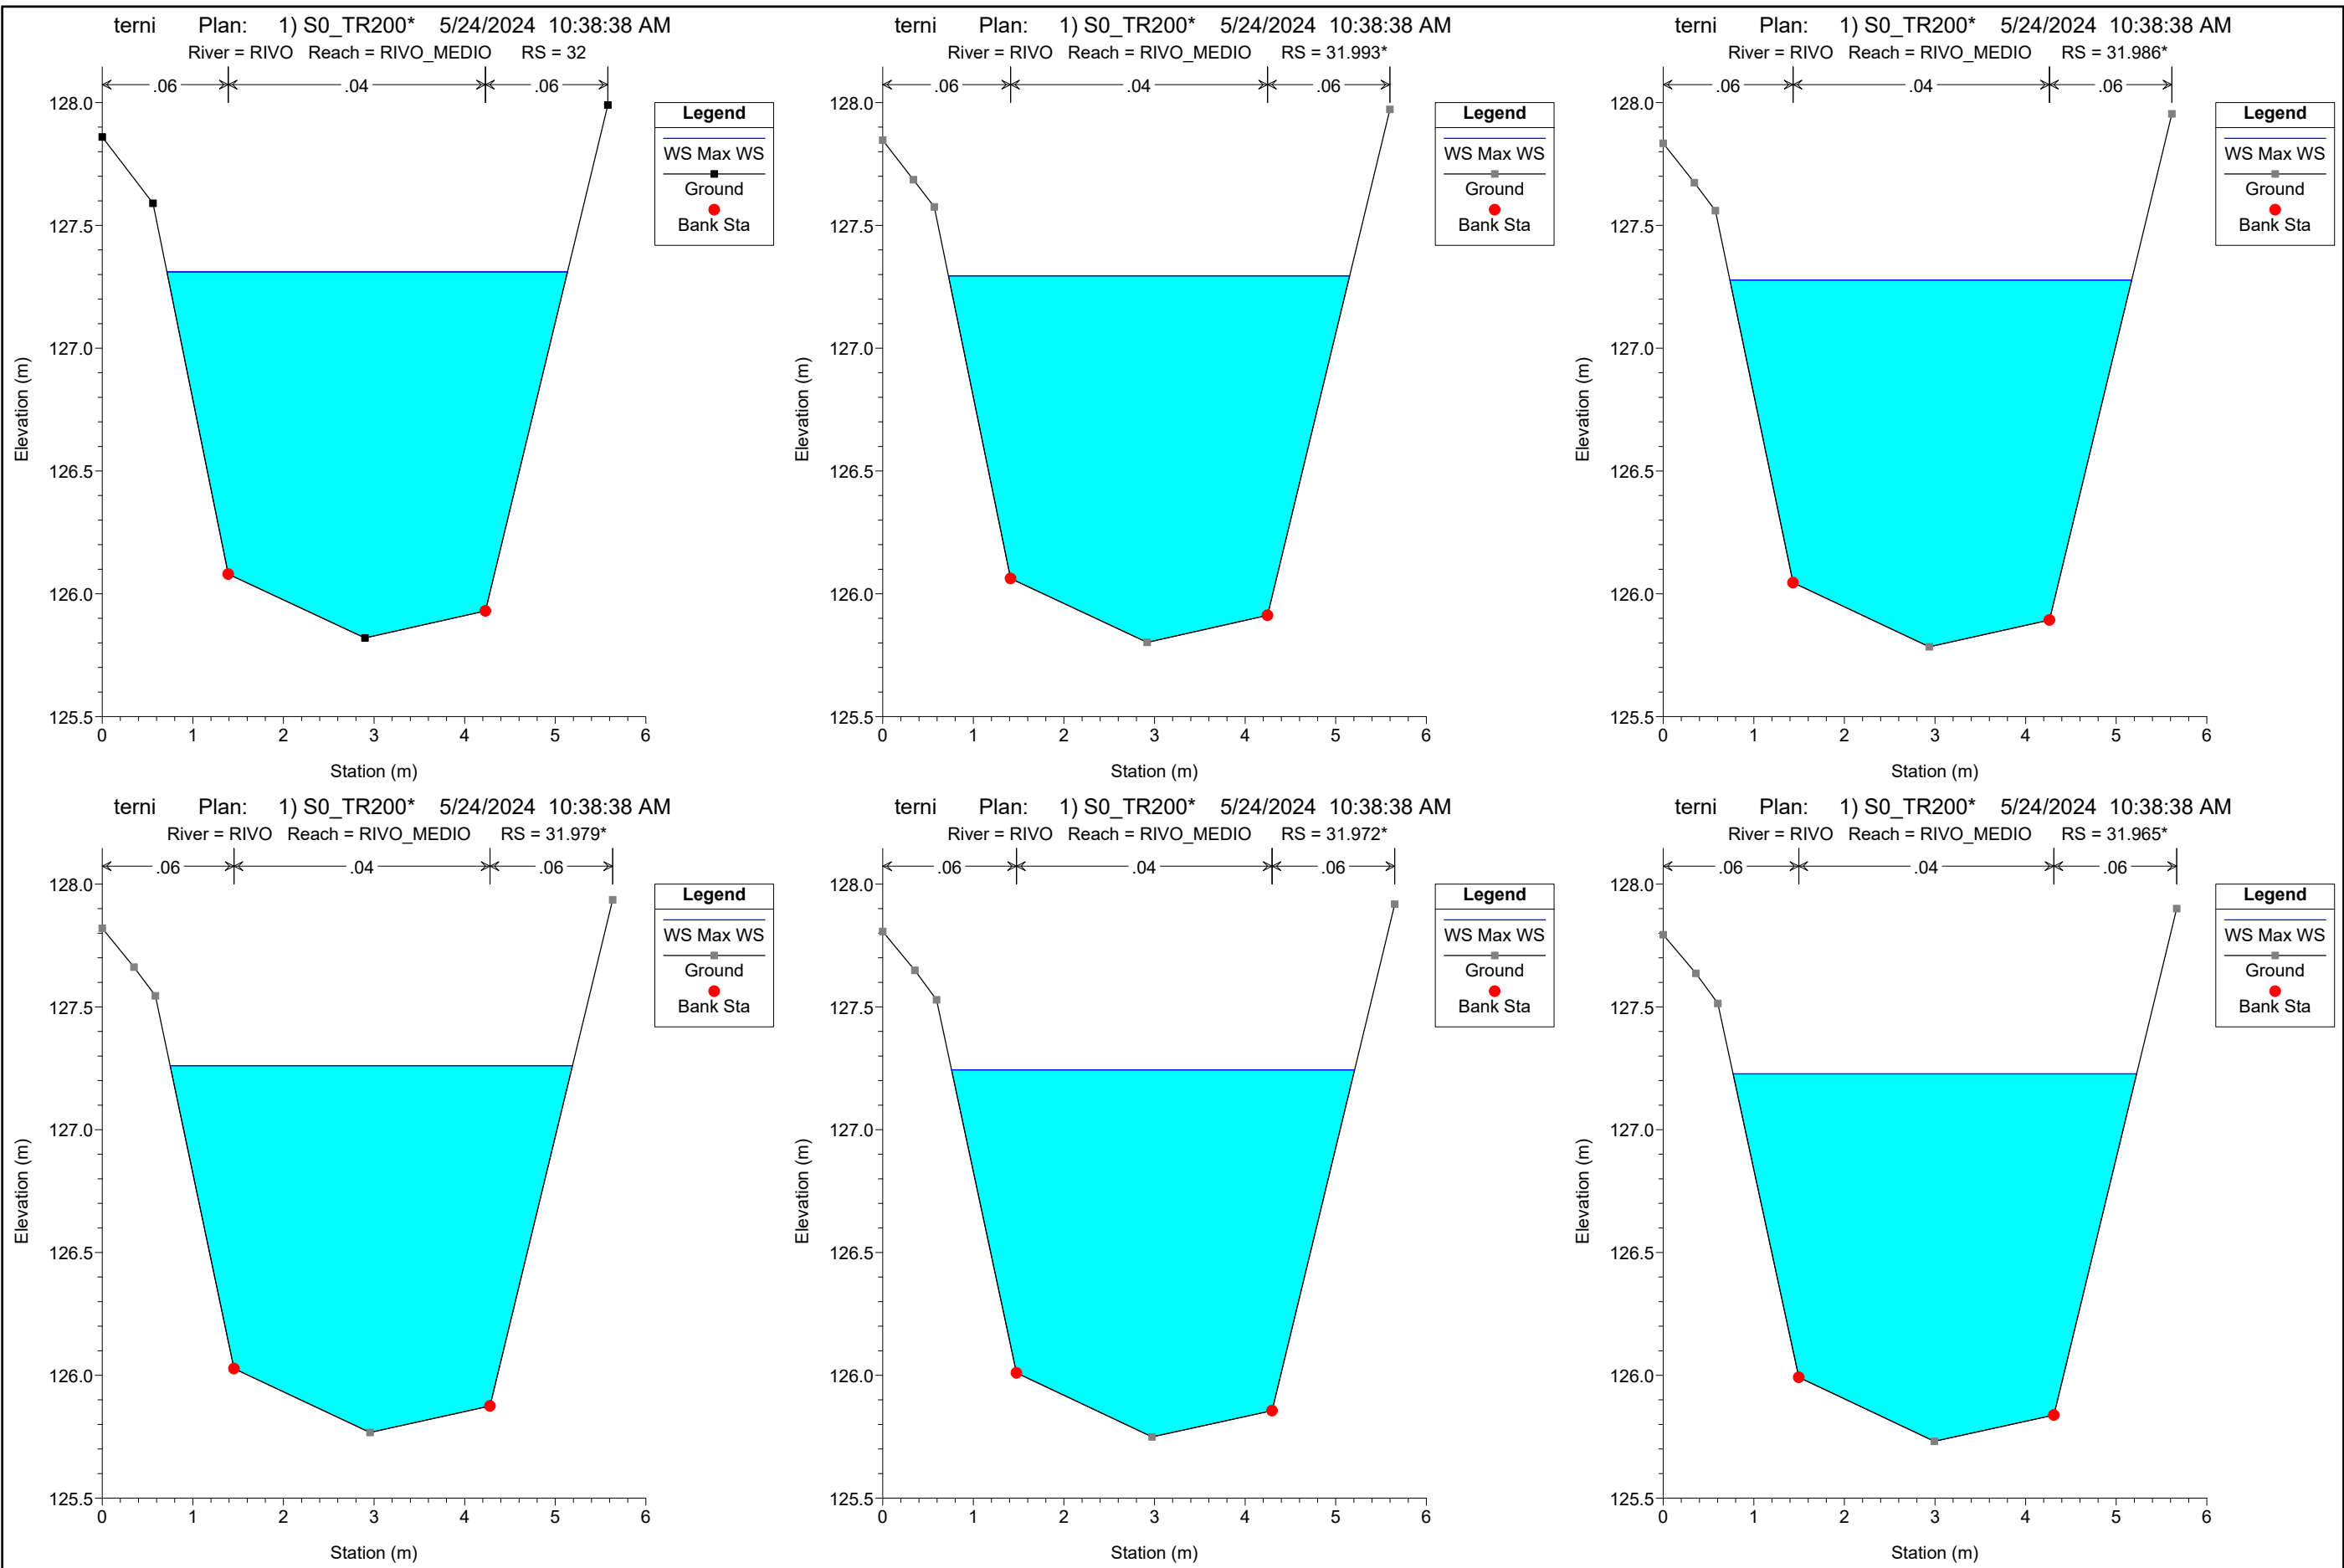 terni Plan: 1) S0_TR200* 5/24/2024 10:38:38 AM
River = RIVO Reach = RIVO_MEDIO RS = 32
.06 .04 .06
128.0
127.5
127.0
126.5
126.0
125.5
0 1 2 3 4 5 6
Elevation (m)
Station (m)
Legend
WS Max WS
Ground
Bank Sta
terni Plan: 1) S0_TR200* 5/24/2024 10:38:38 AM
River = RIVO Reach = RIVO_MEDIO RS = 31.993*
.06 .04 .06
128.0
127.5
127.0
126.5
126.0
125.5
0 1 2 3 4 5 6
Elevation (m)
Station (m)
Legend
WS Max WS
Ground
Bank Sta
terni Plan: 1) S0_TR200* 5/24/2024 10:38:38 AM
River = RIVO Reach = RIVO_MEDIO RS = 31.986*
.06 .04 .06
128.0
127.5
127.0
126.5
126.0
125.5
0 1 2 3 4 5 6
Elevation (m)
Station (m)
Legend
WS Max WS
Ground
Bank Sta
terni Plan: 1) S0_TR200* 5/24/2024 10:38:38 AM
River = RIVO Reach = RIVO_MEDIO RS = 31.979*
.06 .04 .06
128.0
127.5
127.0
126.5
126.0
125.5
0 1 2 3 4 5 6
Elevation (m)
Station (m)
Legend
WS Max WS
Ground
Bank Sta
terni Plan: 1) S0_TR200* 5/24/2024 10:38:38 AM
River = RIVO Reach = RIVO_MEDIO RS = 31.972*
.06 .04 .06
128.0
127.5
127.0
126.5
126.0
125.5
0 1 2 3 4 5 6
Elevation (m)
Station (m)
Legend
WS Max WS
Ground
Bank Sta
terni Plan: 1) S0_TR200* 5/24/2024 10:38:38 AM
River = RIVO Reach = RIVO_MEDIO RS = 31.965*
.06 .04 .06
128.0
127.5
127.0
126.5
126.0
125.5
0 1 2 3 4 5 6
Elevation (m)
Station (m)
Legend
WS Max WS
Ground
Bank Sta